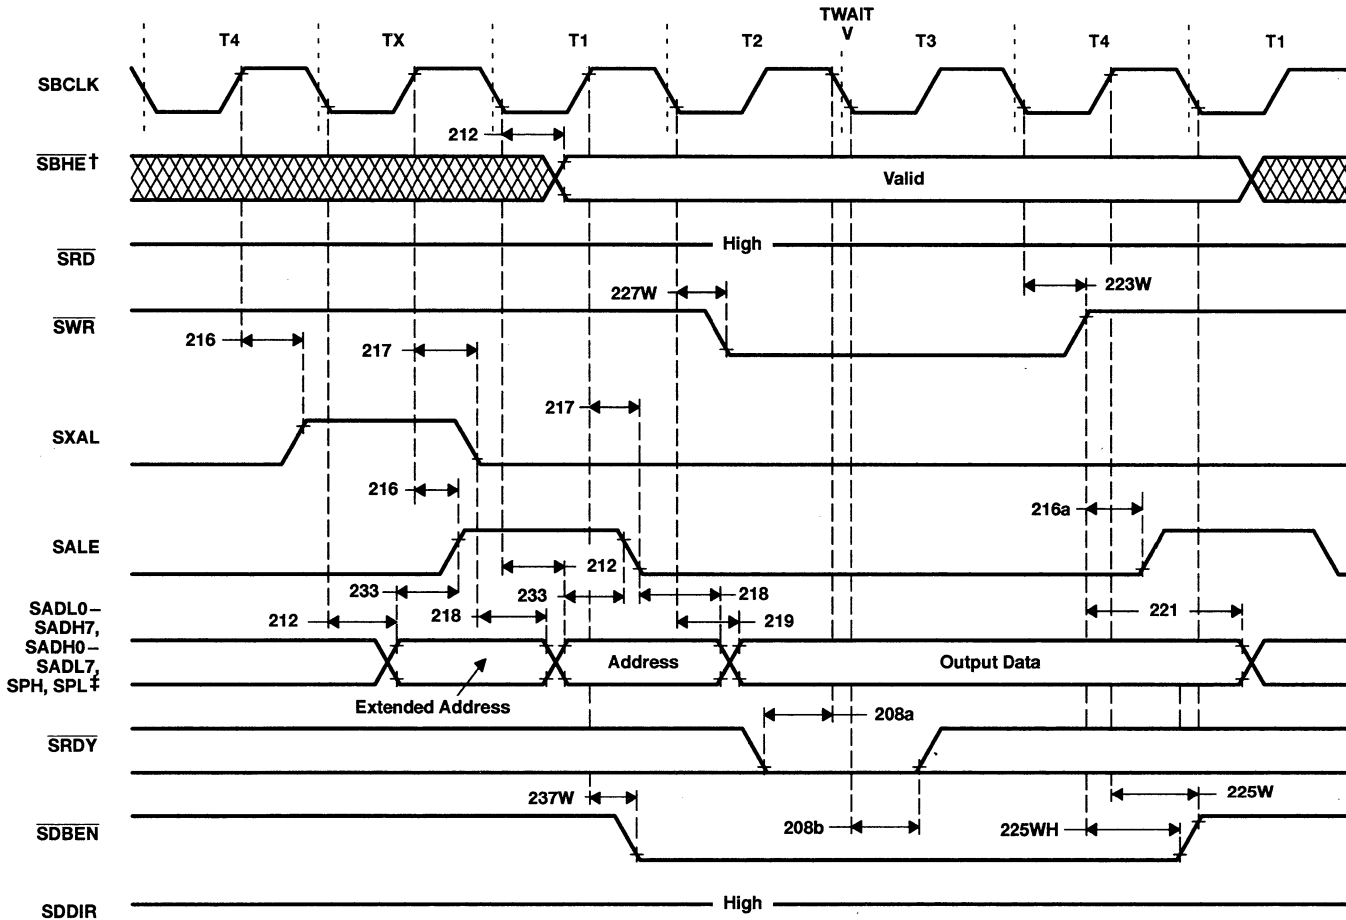 TWAIT
V
T4 TX T1 T2 T3 T4 T1
SBCLK
212
SBHE†
Valid
SRD
High
227W
223W
SWR
216
217
217
SXAL
216
216a
SALE
212
233
233
218
SADL0–
SADH7,
SADH0–
SADL7,
SPH, SPL‡
212
218
219
221
Address
Output Data
Extended Address
208a
SRDY
237W
225W
208b
225WH
SDBEN
SDDIR
High